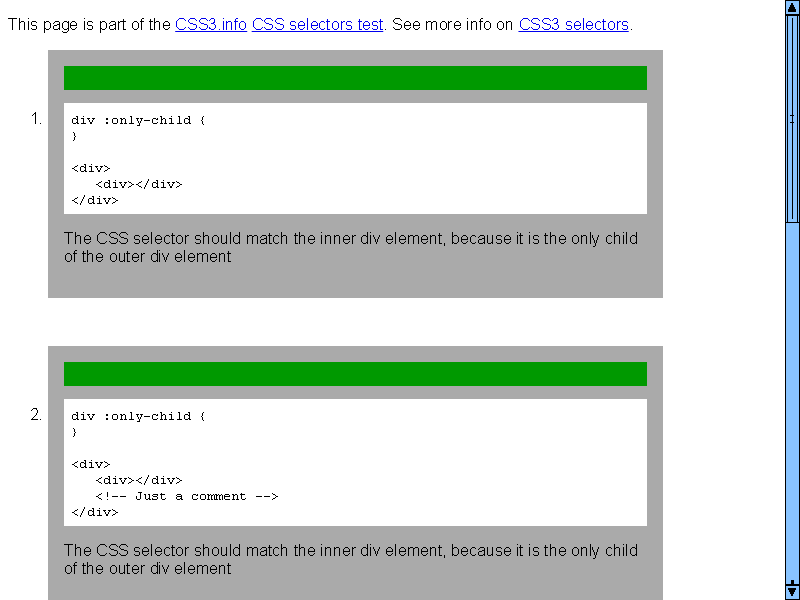 This page is part of the CSS3.info CSS selectors test. See more info on CSS3 selectors.
1.
div :only-child {
}
<div>
   <div></div>
</div>
The CSS selector should match the inner div element, because it is the only child
of the outer div element
2.
div :only-child {
}
<div>
   <div></div>
   <!-- Just a comment -->
</div>
The CSS selector should match the inner div element, because it is the only child
of the outer div element